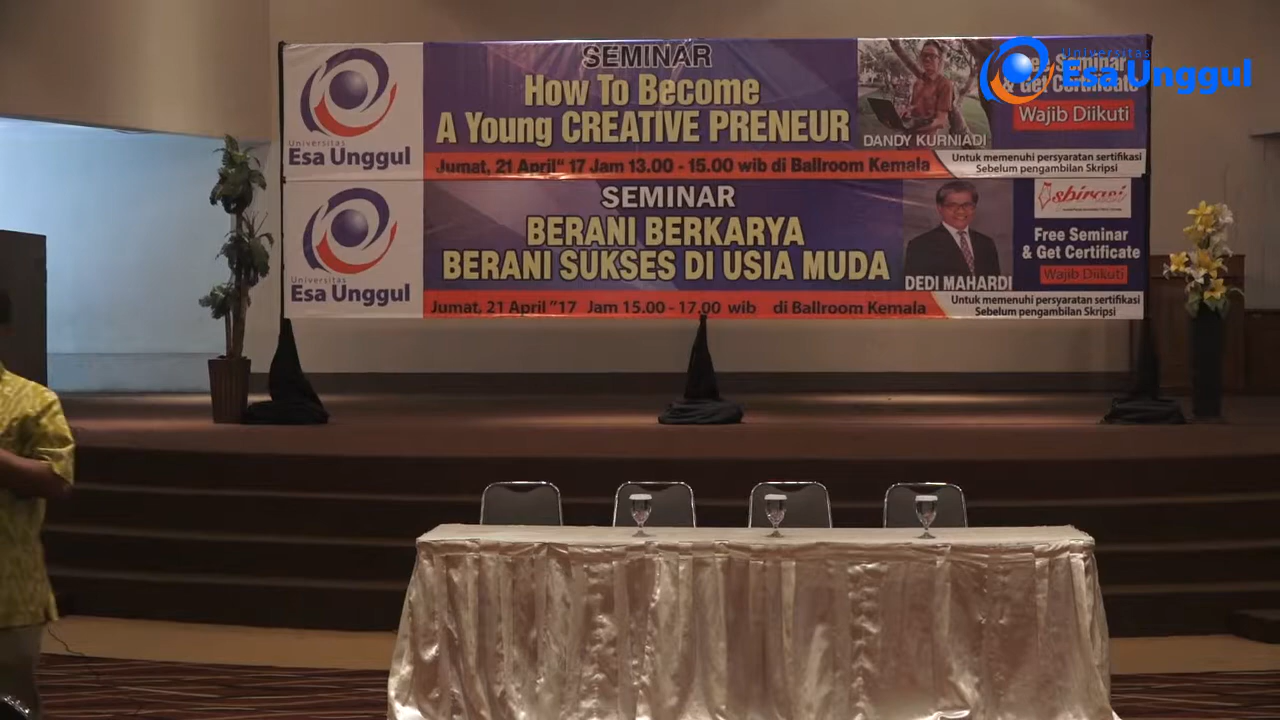 Universitas
Esa Unggul
SEMINAR
How To Become
A Young CREATIVE PRENEUR
Jumat, 21 April" 17 Jam 13.00 - 15.00 wib di Ballroom Kemala
DANDY KURNIADI
Free Seminar
& Get Certificate
Wajib Diikuti
Untuk memenuhi persyaratan sertifikasi
Sebelum pengambilan Skripsi
Universitas
Esa Unggul
Universitas
Esa Unggul
SEMINAR
BERANI BERKARYA
BERANI SUKSES DI USIA MUDA
Jumat, 21 April "17 Jam 15.00 - 17.00 wib di Ballroom Kemala
DEDI MAHARDI
Free Seminar
& Get Certificate
Wajib Diikuti
Untuk memenuhi persyaratan sertifikasi
Sebelum pengambilan Skripsi